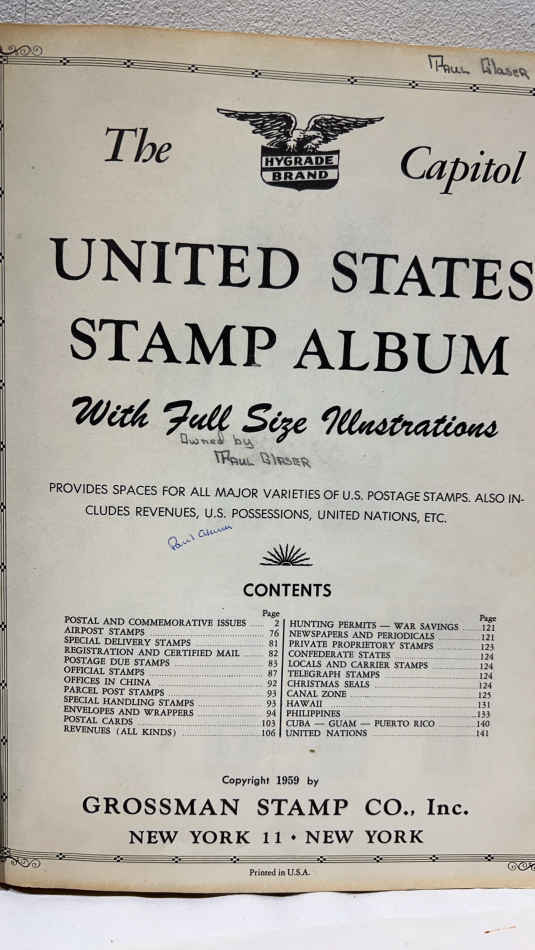 Paul Glaser
The Capitol
HYGRADE
BRAND
UNITED STATES
STAMP ALBUM
With Full Size Illustrations
Owned by
Paul Glaser
PROVIDES SPACES FOR ALL MAJOR VARIETIES OF U.S. POSTAGE STAMPS. ALSO IN-
CLUDES REVENUES, U.S. POSSESSIONS, UNITED NATIONS, ETC.
Paul Glaser
CONTENTS
Page
POSTAL AND COMMEMORATIVE ISSUES ..... 2
AIRPOST STAMPS ..... 76
SPECIAL DELIVERY STAMPS ..... 81
REGISTRATION AND CERTIFIED MAIL ..... 82
POSTAGE DUE STAMPS ..... 83
OFFICIAL STAMPS ..... 87
OFFICES IN CHINA ..... 92
PARCEL POST STAMPS ..... 93
SPECIAL HANDLING STAMPS ..... 93
ENVELOPES AND WRAPPERS ..... 94
POSTAL CARDS ..... 103
REVENUES (ALL KINDS) ..... 106
Page
HUNTING PERMITS — WAR SAVINGS ..... 121
NEWSPAPERS AND PERIODICALS ..... 121
PRIVATE PROPRIETARY STAMPS ..... 123
CONFEDERATE STATES ..... 124
LOCALS AND CARRIER STAMPS ..... 124
TELEGRAPH STAMPS ..... 124
CHRISTMAS SEALS ..... 124
CANAL ZONE ..... 125
HAWAII ..... 131
PHILIPPINES ..... 133
CUBA — GUAM — PUERTO RICO ..... 140
UNITED NATIONS ..... 141
Copyright 1959 by
GROSSMAN STAMP CO., Inc.
NEW YORK 11 • NEW YORK
Printed in U.S.A.